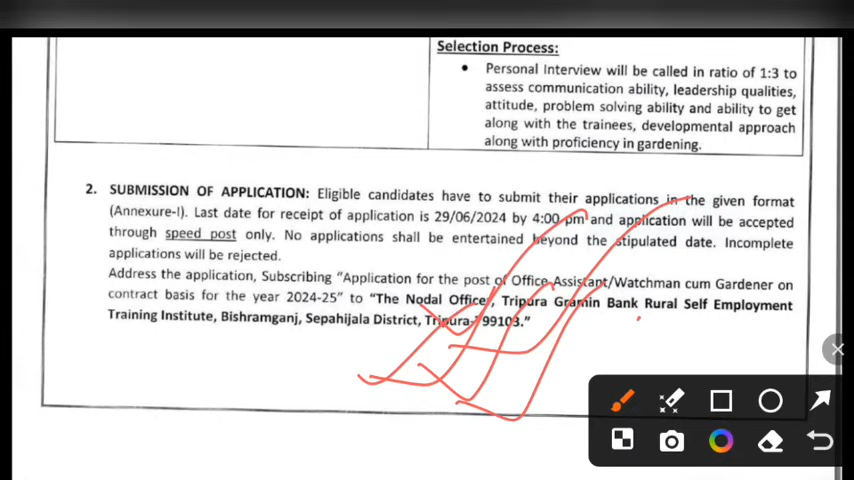 Selection Process:
• Personal Interview will be called in ratio of 1:3 to
assess communication ability, leadership qualities,
attitude, problem solving ability and ability to get
along with the trainees, developmental approach
along with proficiency in gardening.
2. SUBMISSION OF APPLICATION: Eligible candidates have to submit their applications in the given format
(Annexure-I). Last date for receipt of application is 29/06/2024 by 4:00 pm and application will be accepted
through speed post only. No applications shall be entertained beyond the stipulated date. Incomplete
applications will be rejected.
Address the application, Subscribing “Application for the post of Office Assistant/Watchman cum Gardener on
contract basis for the year 2024-25” to “The Nodal Officer, Tripura Gramin Bank Rural Self Employment
Training Institute, Bishramganj, Sepahijala District, Tripura-799103.”